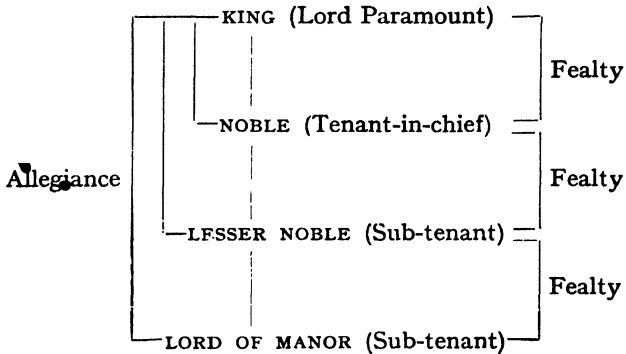 KING (Lord Paramount)
Fealty
NOBLE (Tenant-in-chief)
Allegiance
Fealty
LESSER NOBLE (Sub-tenant)
Fealty
LORD OF MANOR (Sub-tenant)